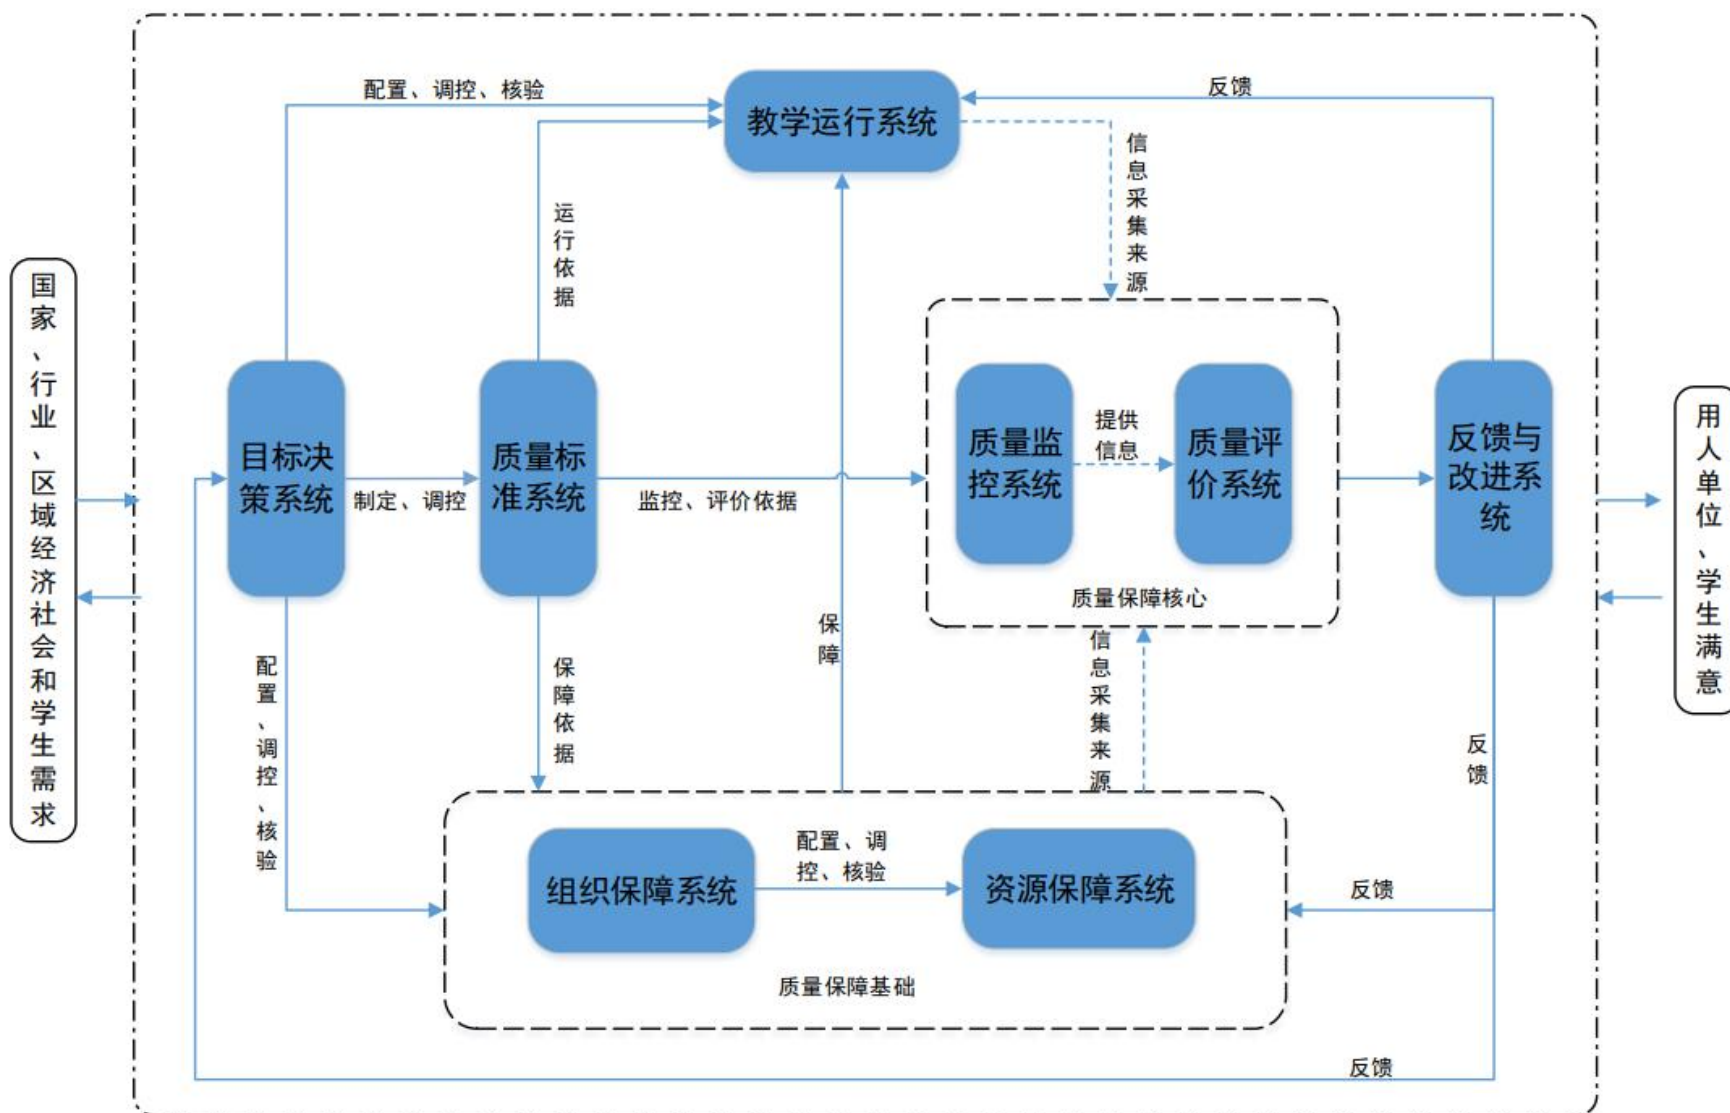 配置、调控、核验
反馈
教学运行系统
信息采集来源
运行依据
国家、行业、区域经济社会和学生需求
目标决
策系统
制定、调控
质量标
准系统
监控、评价依据
质量监
控系统
提供
信息
质量评
价系统
质量保障核心
反馈与
改进系
统
用人单位、学生满意
配置、调控、核验
保障依据
保障
信息采集来源
反馈
组织保障系统
配置、调
控、核验
资源保障系统
质量保障基础
反馈
反馈